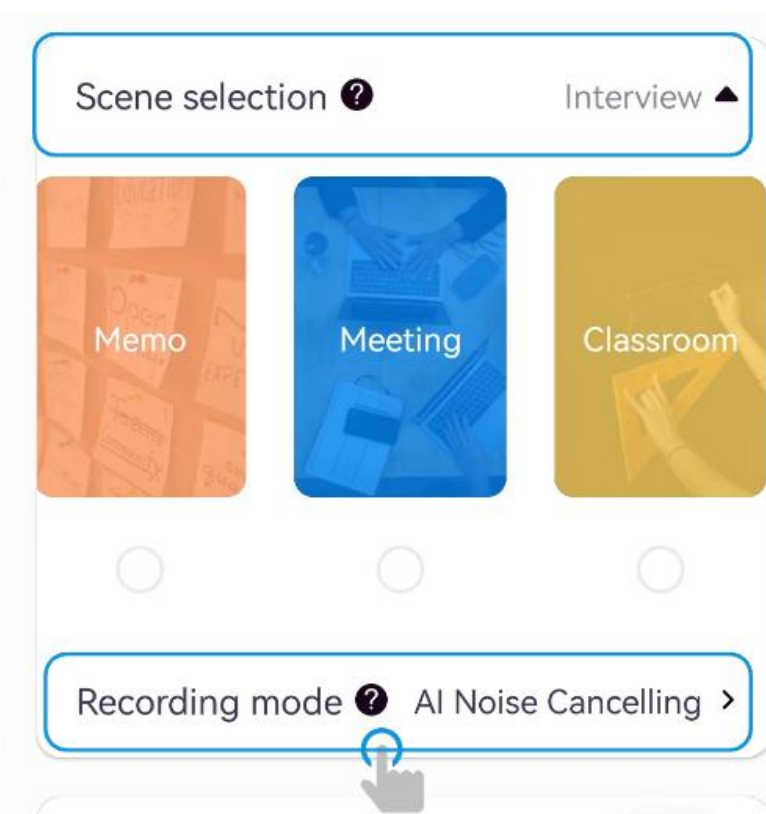 Scene selection ? Interview
Memo
Meeting
Classroom
Recording mode ? AI Noise Cancelling >